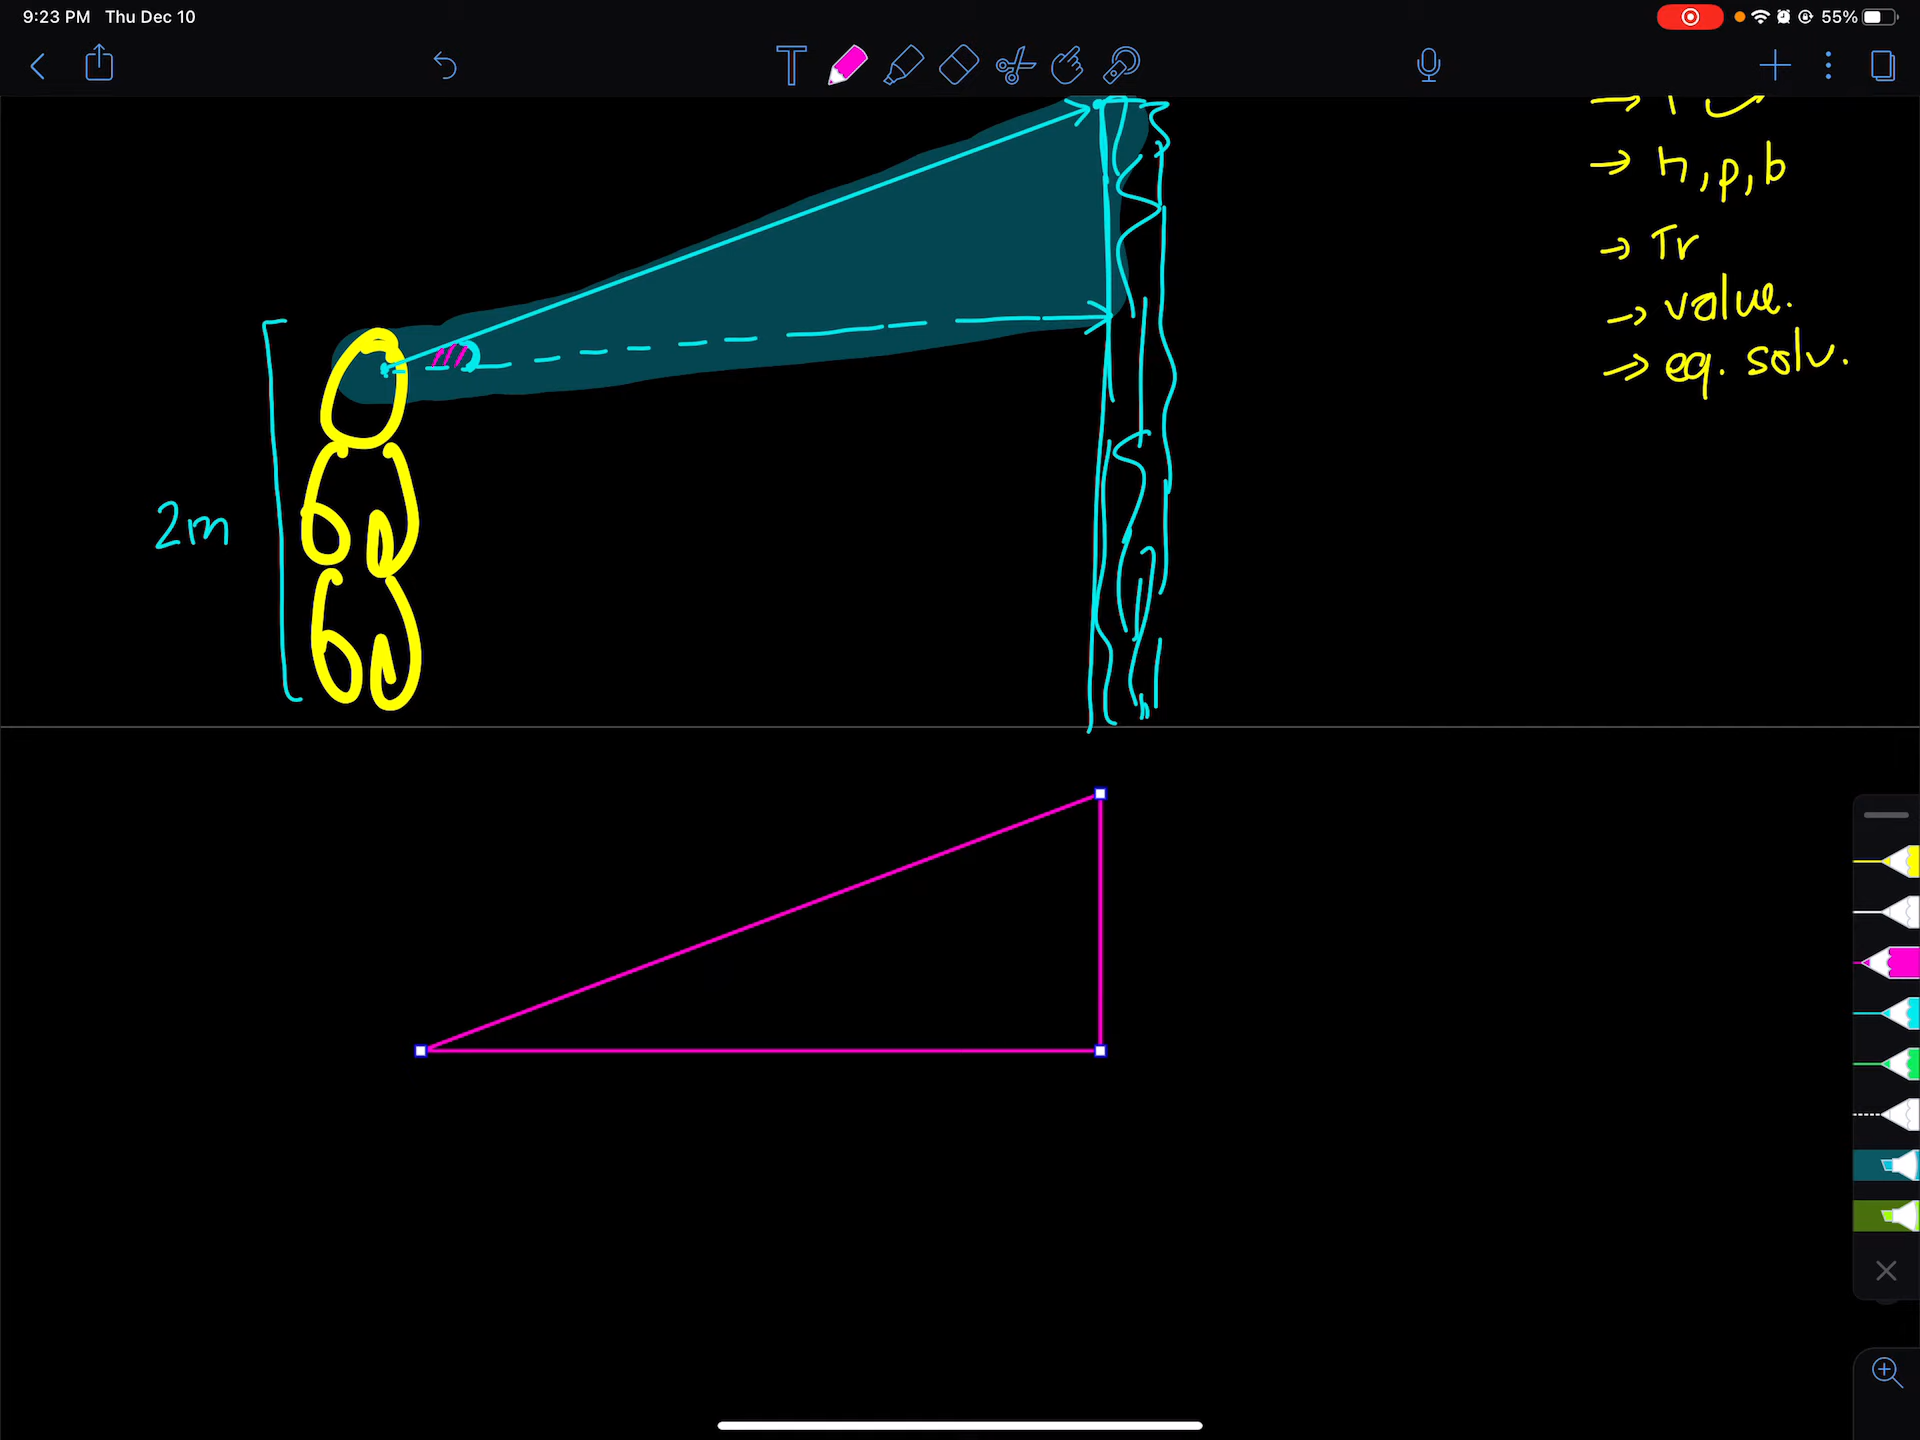 9:23 PM Thu Dec 10
55%
T
→ h, p, b
→ Tr
→ value.
→ eq. solv.
2m